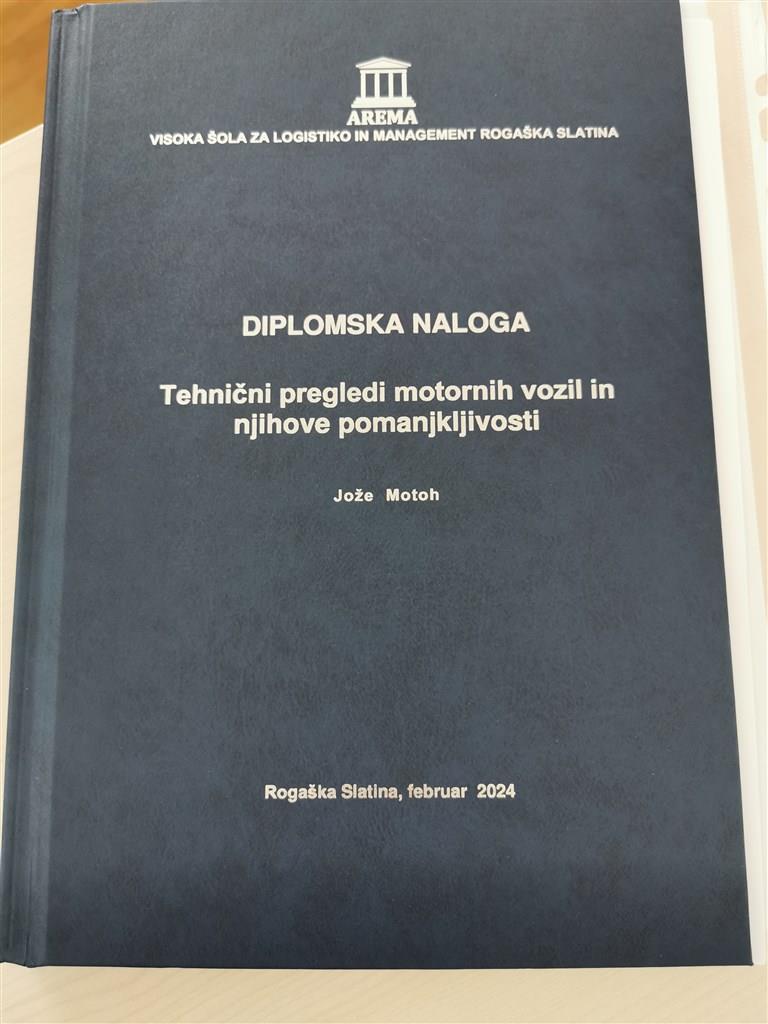 AREMA
VISOKA ŠOLA ZA LOGISTIKO IN MANAGEMENT ROGAŠKA SLATINA
DIPLOMSKA NALOGA
Tehnični pregledi motornih vozil in
njihove pomanjkljivosti
Jože Motoh
Rogaška Slatina, februar 2024